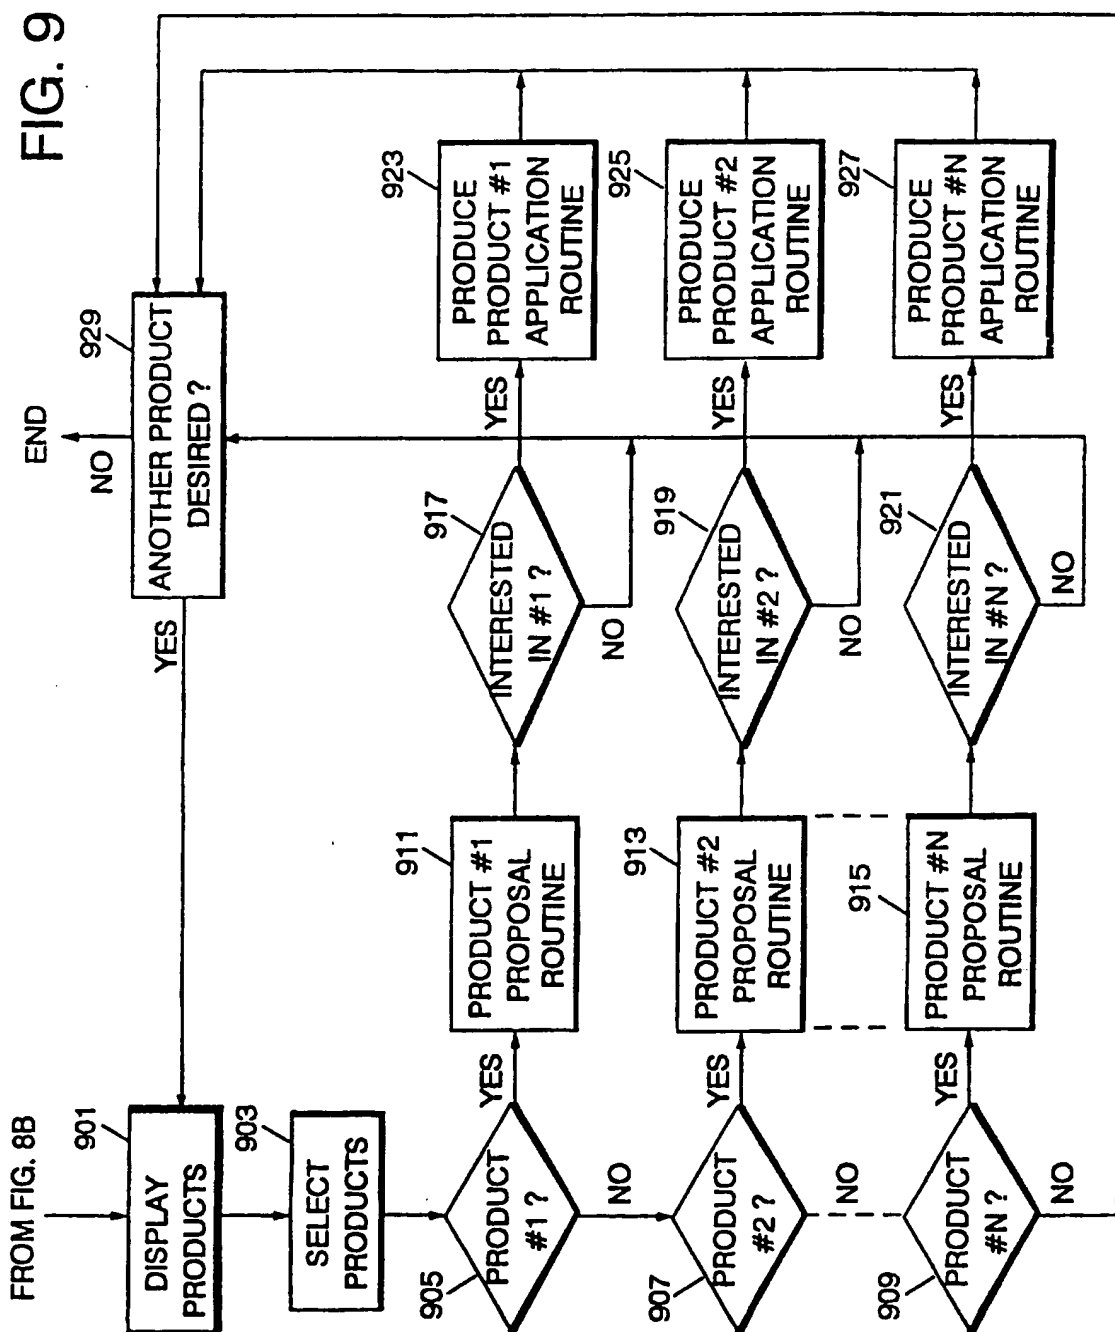 FIG. 9
FROM FIG. 8B
901
DISPLAY
PRODUCTS
903
SELECT
PRODUCTS
905
PRODUCT
#1?
YES
NO
907
PRODUCT
#2?
YES
NO
909
PRODUCT
#N?
YES
NO
911
PRODUCT #1
PROPOSAL
ROUTINE
913
PRODUCT #2
PROPOSAL
ROUTINE
915
PRODUCT #N
PROPOSAL
ROUTINE
917
INTERESTED
IN #1?
YES
NO
919
INTERESTED
IN #2?
YES
NO
921
INTERESTED
IN #N?
YES
NO
923
PRODUCE
PRODUCT #1
APPLICATION
ROUTINE
925
PRODUCE
PRODUCT #2
APPLICATION
ROUTINE
927
PRODUCE
PRODUCT #N
APPLICATION
ROUTINE
929
ANOTHER PRODUCT
DESIRED?
YES
NO
END